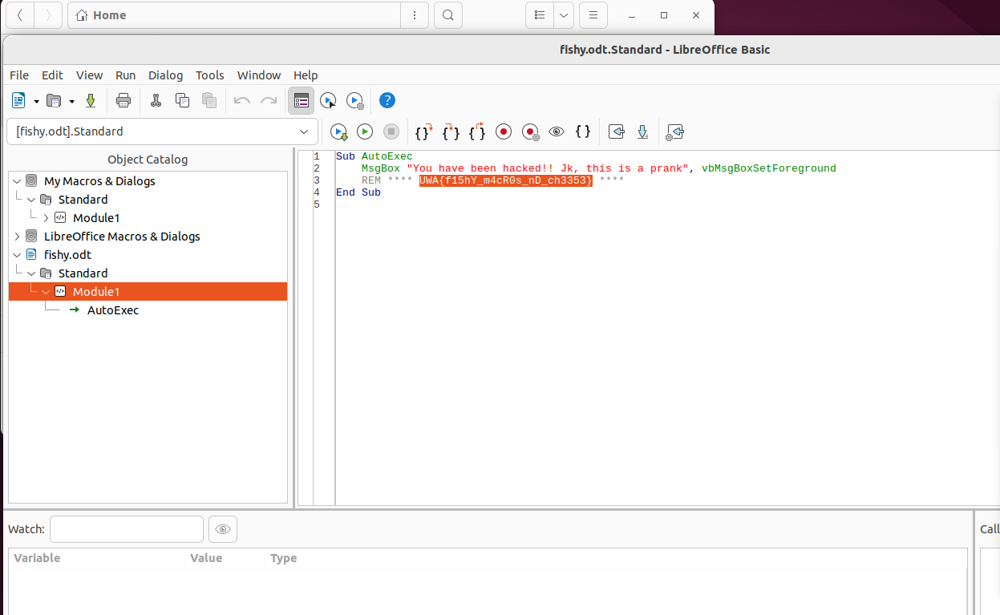 Home
fishy.odt.Standard - LibreOffice Basic
File Edit View Run Dialog Tools Window Help
[fishy.odt].Standard
Object Catalog
My Macros & Dialogs
Standard
Module1
LibreOffice Macros & Dialogs
fishy.odt
Standard
Module1
AutoExec
1 Sub AutoExec
2 MsgBox "You have been hacked!! Jk, this is a prank", vbMsgBoxSetForeground
3 REM **** UWA{f15hY_m4cR0s_nD_ch3353} ****
4 End Sub
5
Watch:
Call
Variable Value Type